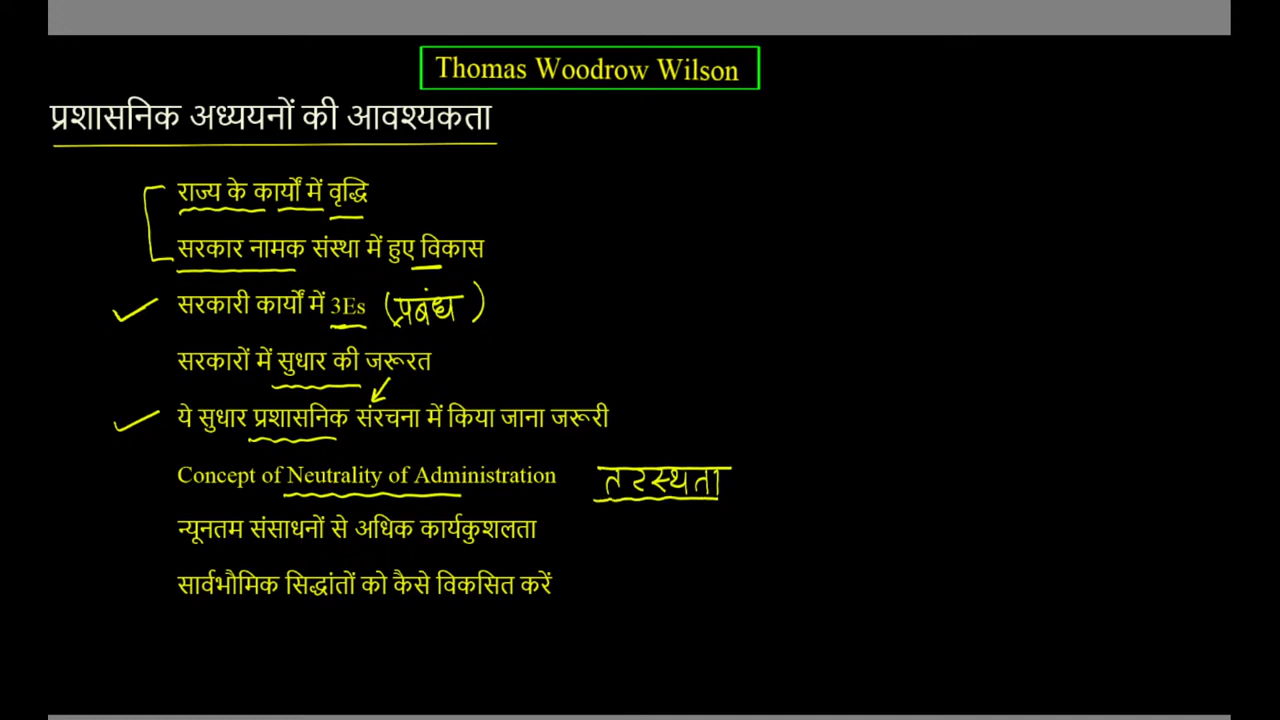 Thomas Woodrow Wilson
प्रशासनिक अध्ययनों की आवश्यकता
राज्य के कार्यों में वृद्धि
सरकार नामक संस्था में हुए विकास
सरकारी कार्यों में 3Es (प्रबंध)
सरकारों में सुधार की जरूरत
ये सुधार प्रशासनिक संरचना में किया जाना जरूरी
Concept of Neutrality of Administration तटस्थता
न्यूनतम संसाधनों से अधिक कार्यकुशलता
सार्वभौमिक सिद्धांतों को कैसे विकसित करें